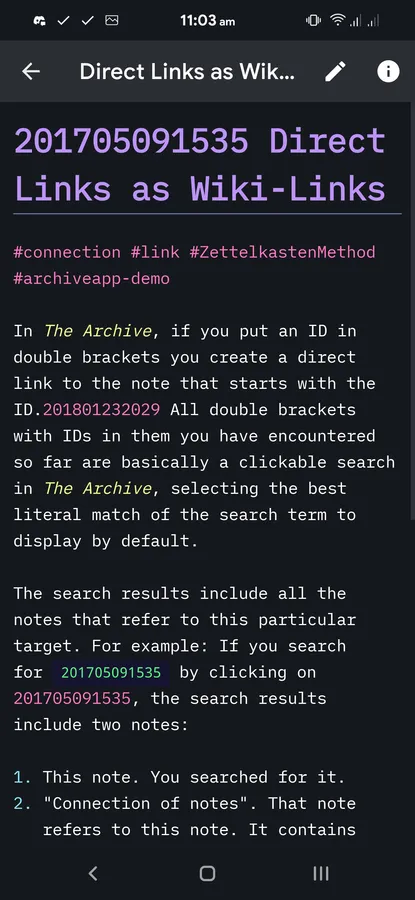 11:03 am
Direct Links as Wik...
201705091535 Direct
Links as Wiki-Links
#connection #link #ZettelkastenMethod
#archiveapp-demo
In The Archive, if you put an ID in
double brackets you create a direct
link to the note that starts with the
ID.201801232029 All double brackets
with IDs in them you have encountered
so far are basically a clickable search
in The Archive, selecting the best
literal match of the search term to
display by default.
The search results include all the
notes that refer to this particular
target. For example: If you search
for 201705091535 by clicking on
201705091535, the search results
include two notes:
1. This note. You searched for it.
2. "Connection of notes". That note
refers to this note. It contains